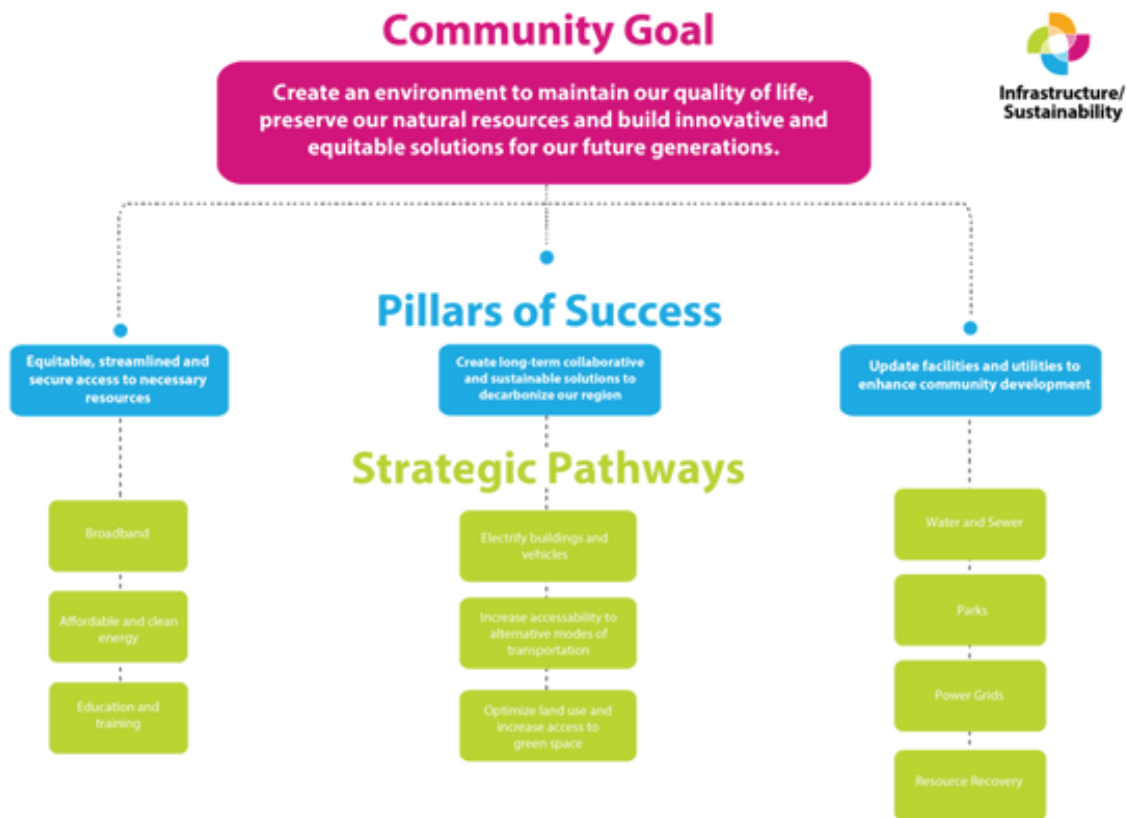 Community Goal
Infrastructure/
Sustainability
Create an environment to maintain our quality of life,
preserve our natural resources and build innovative and
equitable solutions for our future generations.
Pillars of Success
Equitable, streamlined and
secure access to necessary
resources
Create long-term collaborative
and sustainable solutions to
decarbonize our region
Update facilities and utilities to
enhance community development
Strategic Pathways
Broadband
Affordable and clean
energy
Education and
training
Electrify buildings and
vehicles
Increase accessability to
alternative modes of
transportation
Optimize land use and
increase access to
green space
Water and Sewer
Parks
Power Grids
Resource Recovery